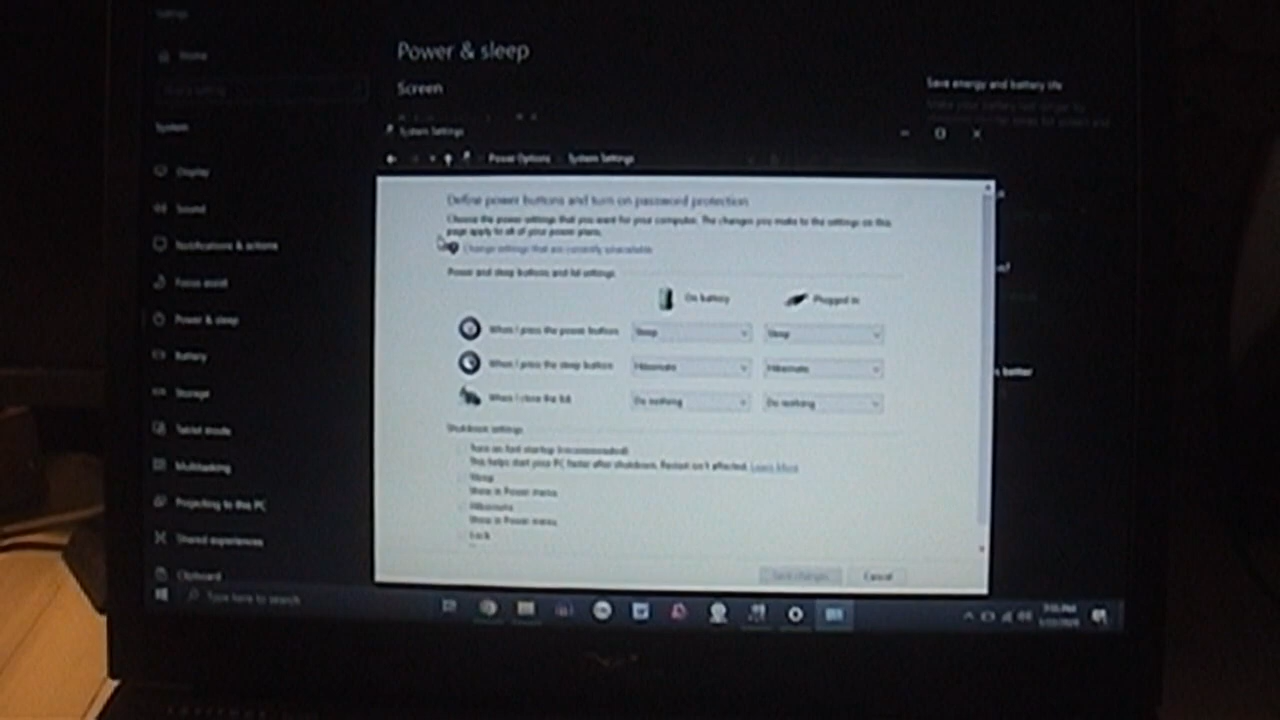 Settings
Home
System
Display
Sound
Notifications & actions
Focus assist
Power & sleep
Battery
Storage
Tablet mode
Multitasking
Projecting to this PC
Shared experiences
Clipboard
Power & sleep
Screen
Save energy and battery life
System Settings
Power Options System Settings
Define power buttons and turn on password protection
Choose the power settings that you want for your computer. The changes you make to the settings on this
page apply to all of your power plans.
Change settings that are currently unavailable
Power and sleep buttons and lid settings
On battery Plugged in
When I press the power button: Sleep Sleep
When I press the sleep button: Hibernate Hibernate
When I close the lid: Do nothing Do nothing
Shutdown settings
Turn on fast startup (recommended)
This helps start your PC faster after shutdown. Restart isn't affected. Learn More
Sleep
Show in Power menu.
Hibernate
Show in Power menu.
Lock
Save changes Cancel
Type here to search